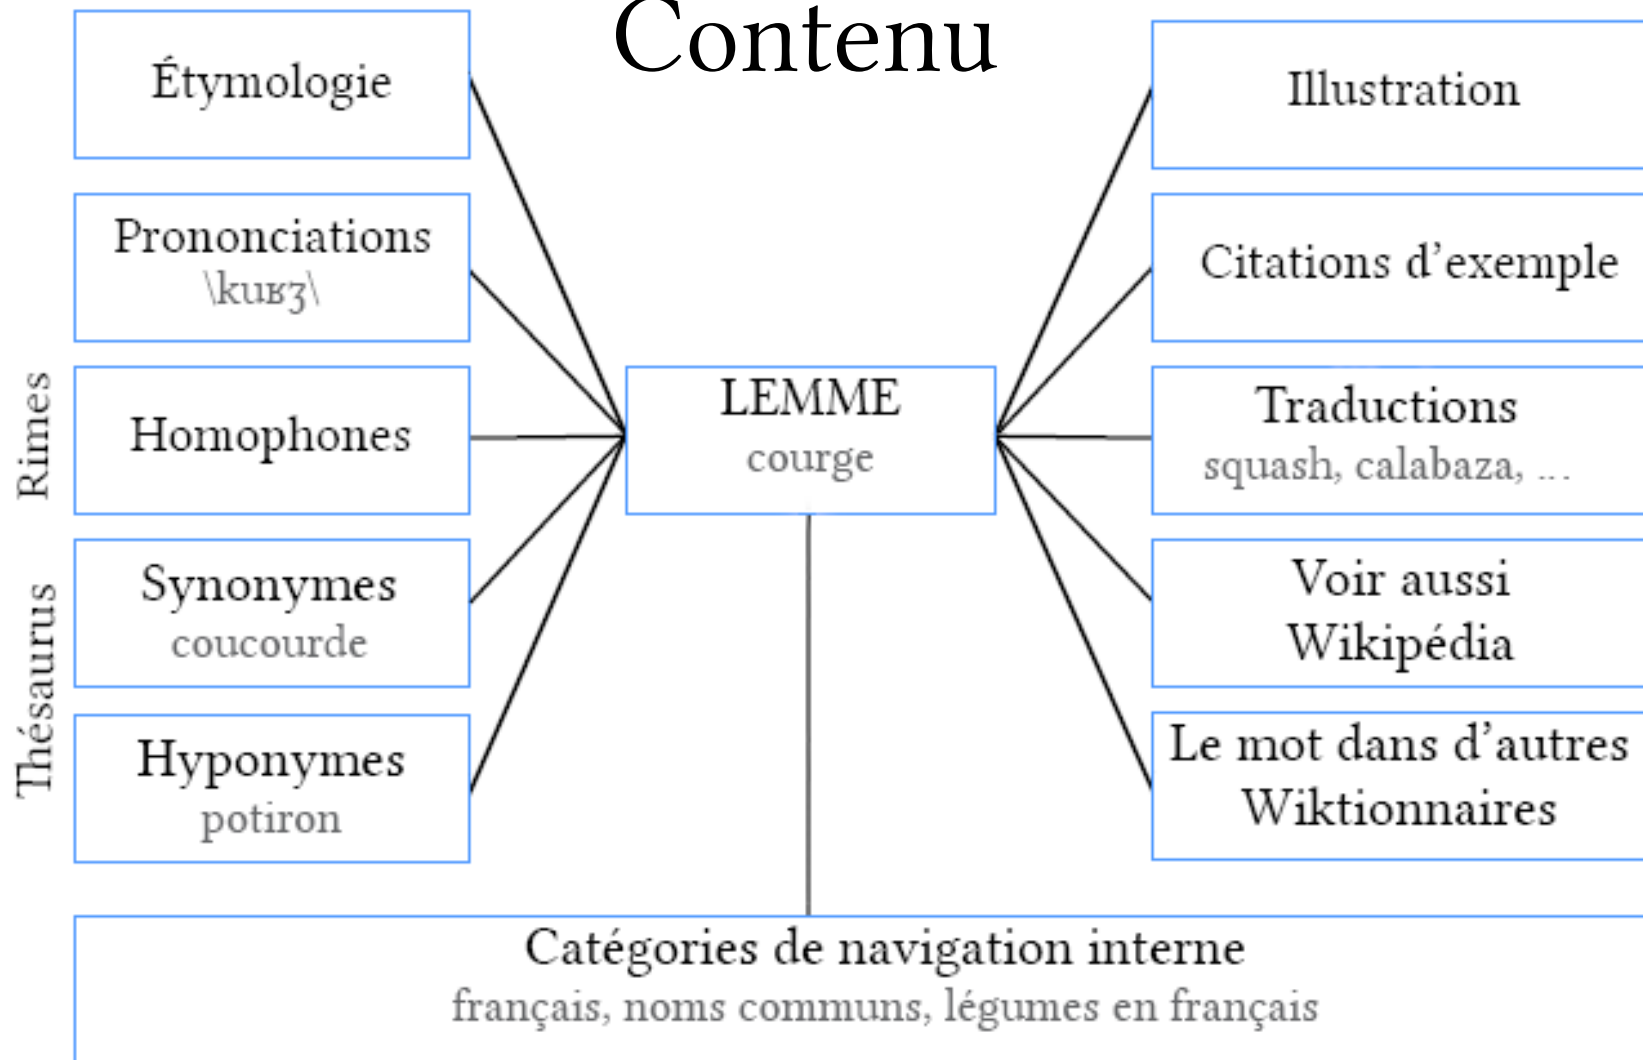 Contenu
Étymologie
Prononciations
\kuʁʒ\
Rimes
Homophones
Thésaurus
Synonymes
coucourde
Hyponymes
potiron
LEMME
courge
Illustration
Citations d’exemple
Traductions
squash, calabaza, ...
Voir aussi
Wikipédia
Le mot dans d’autres
Wiktionnaires
Catégories de navigation interne
français, noms communs, légumes en français